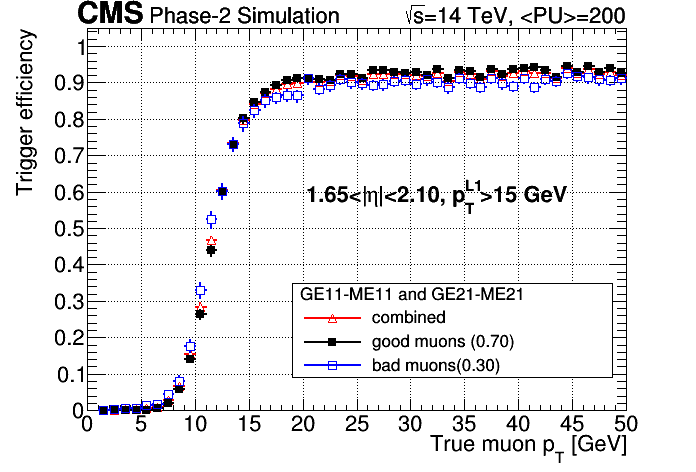 CMS Phase-2 Simulation √s=14 TeV, <PU>=200
Trigger efficiency
1
0.9
0.8
0.7
0.6
0.5
0.4
0.3
0.2
0.1
0
1.65<|η|<2.10, p_T^L1>15 GeV
GE11-ME11 and GE21-ME21
combined
good muons (0.70)
bad muons(0.30)
0 5 10 15 20 25 30 35 40 45 50
True muon p_T [GeV]